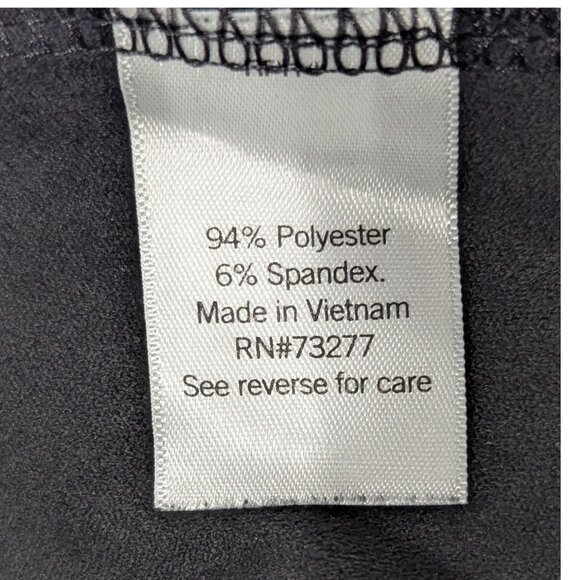 94% Polyester
6% Spandex.
Made in Vietnam
RN#73277
See reverse for care